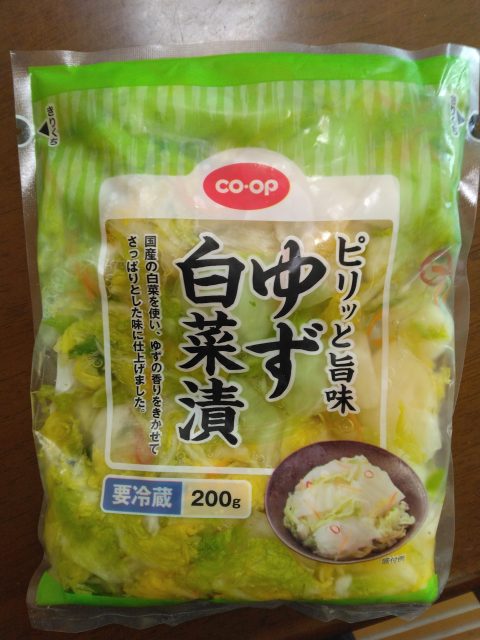 きりくち
CO·OP
ピリッと旨味
ゆず
白菜漬
国産の白菜を使い、ゆずの香りをきかせて
さっぱりとした味に仕上げました。
要冷蔵
200g
盛付例